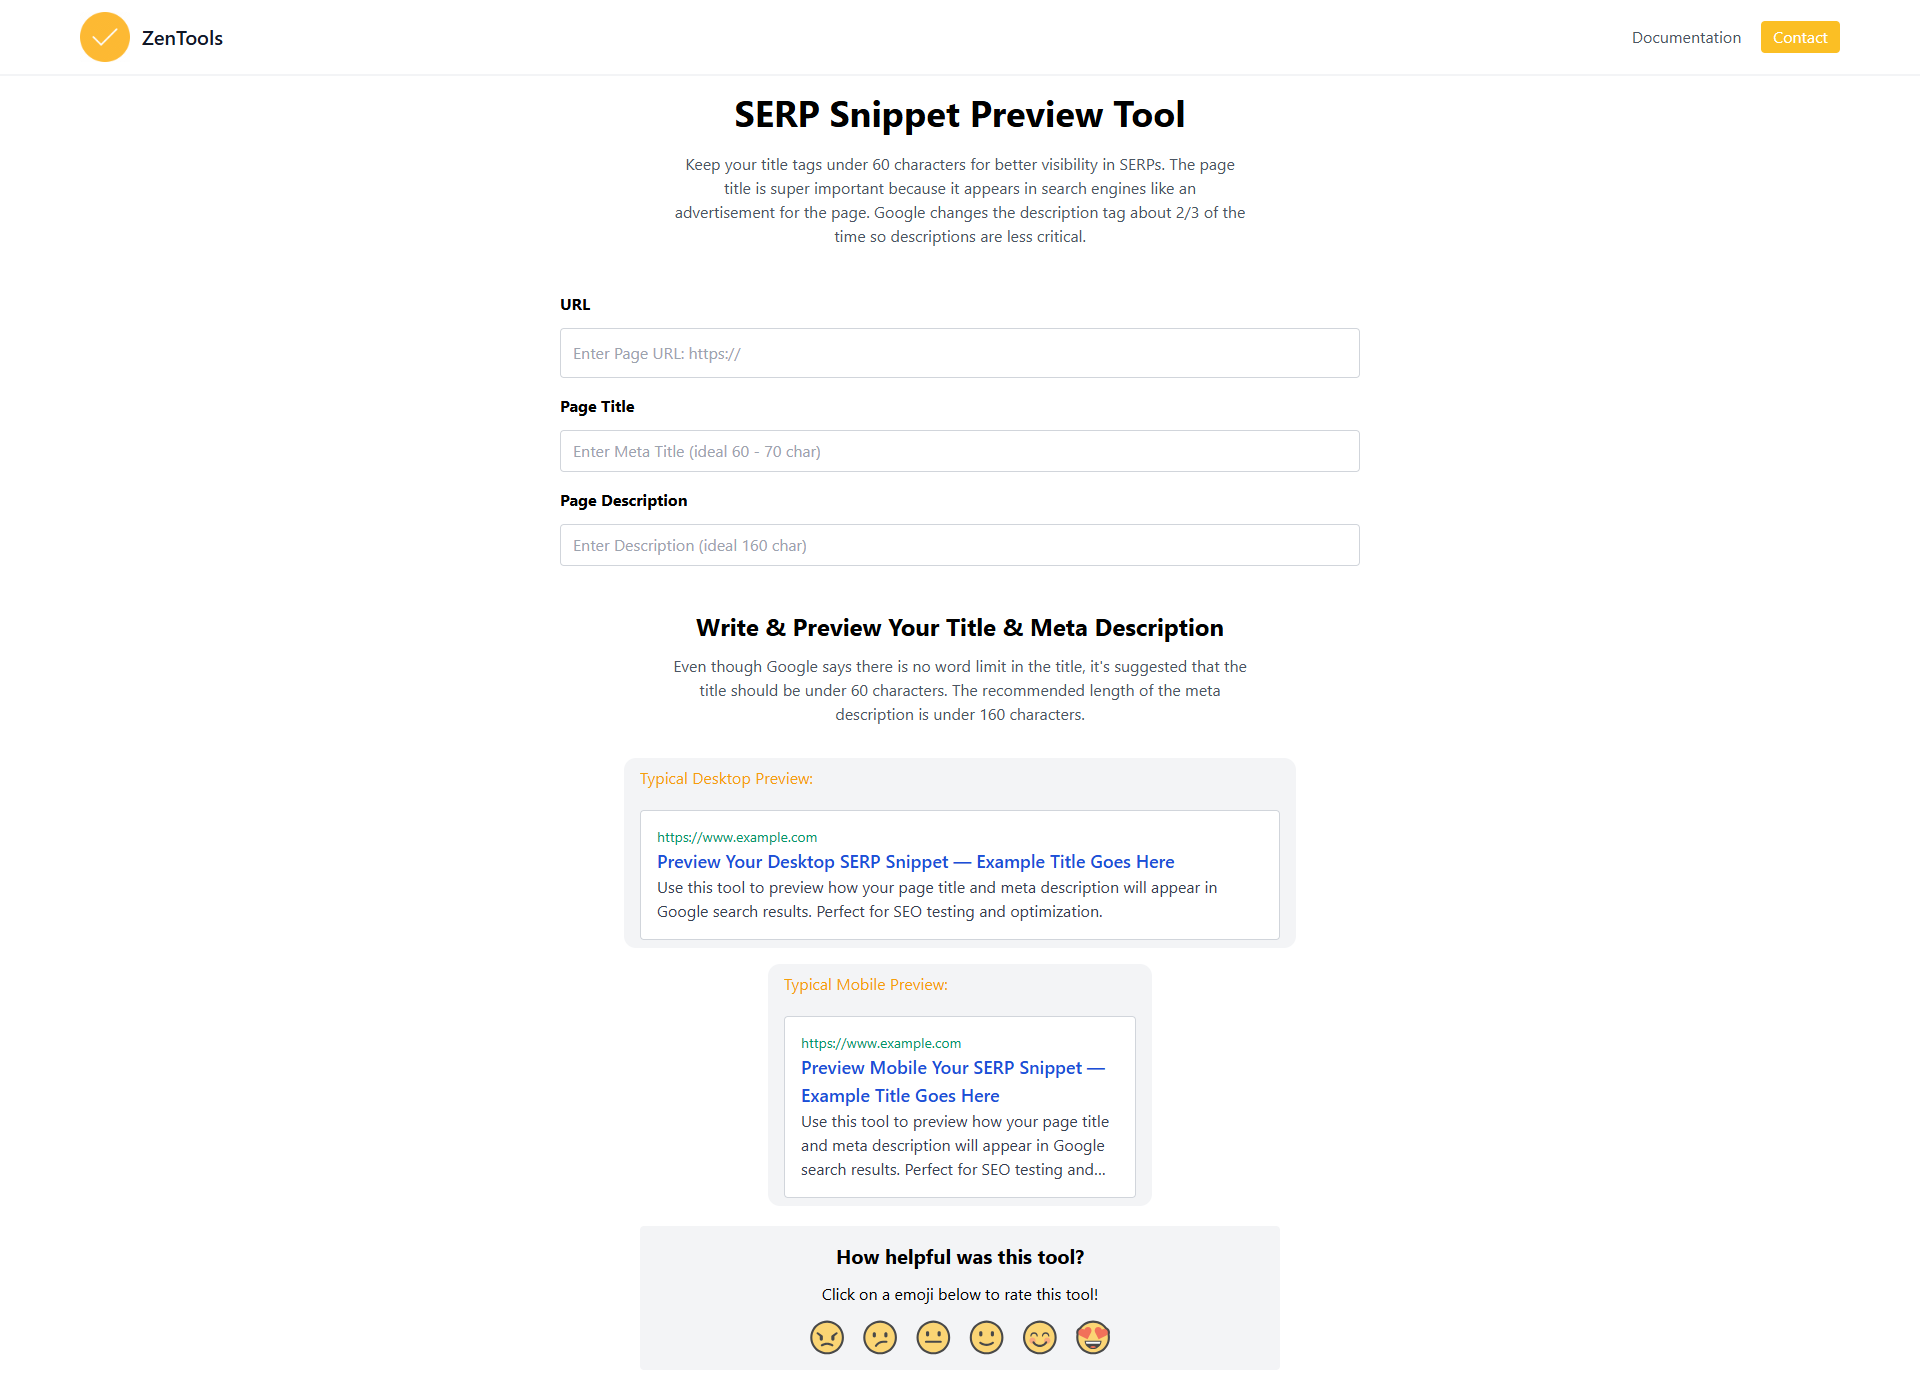 ZenTools
Documentation
Contact
SERP Snippet Preview Tool
Keep your title tags under 60 characters for better visibility in SERPs. The page
title is super important because it appears in search engines like an
advertisement for the page. Google changes the description tag about 2/3 of the
time so descriptions are less critical.
URL
Enter Page URL: https://
Page Title
Enter Meta Title (ideal 60 - 70 char)
Page Description
Enter Description (ideal 160 char)
Write & Preview Your Title & Meta Description
Even though Google says there is no word limit in the title, it's suggested that the
title should be under 60 characters. The recommended length of the meta
description is under 160 characters.
Typical Desktop Preview:
https://www.example.com
Preview Your Desktop SERP Snippet — Example Title Goes Here
Use this tool to preview how your page title and meta description will appear in
Google search results. Perfect for SEO testing and optimization.
Typical Mobile Preview:
https://www.example.com
Preview Mobile Your SERP Snippet —
Example Title Goes Here
Use this tool to preview how your page title
and meta description will appear in Google
search results. Perfect for SEO testing and...
How helpful was this tool?
Click on a emoji below to rate this tool!